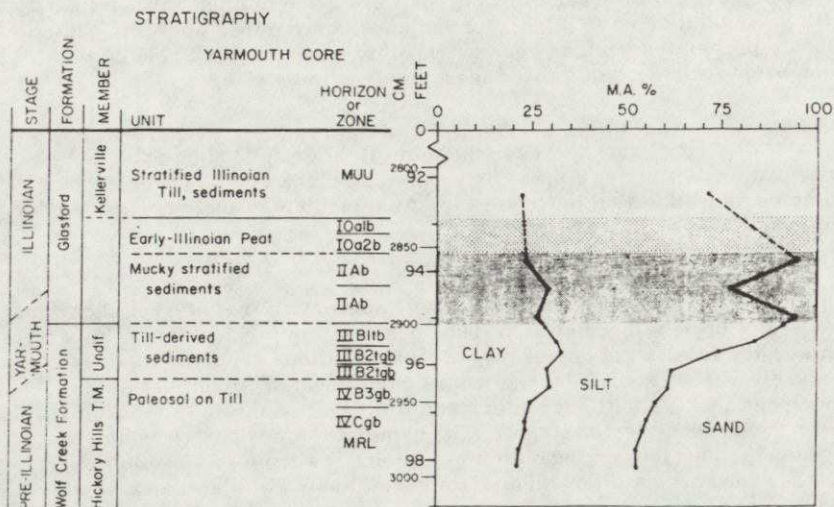 STRATIGRAPHY
YARMOUTH CORE
STAGE
FORMATION
MEMBER
UNIT
HORIZON
or
ZONE
CM.
FEET
M.A. %
0 25 50 75 100
0
2800
92
2850
94
2900
96
2950
98
3000
ILLINOIAN
YAR-
MOUTH
PRE-ILLINOIAN
Glasford
Wolf Creek Formation
Kellerville
Undif
Hickory Hills T.M.
Stratified Illinoian
Till, sediments
MUU
Early-Illinoian Peat
IOa1b
IOa2b
Mucky stratified
sediments
IIAb
IIAb
Till-derived
sediments
IIIB1tb
IIIB2tgb
IIIB2tgb
Paleosol on Till
IVB3gb
IVCgb
MRL
CLAY
SILT
SAND